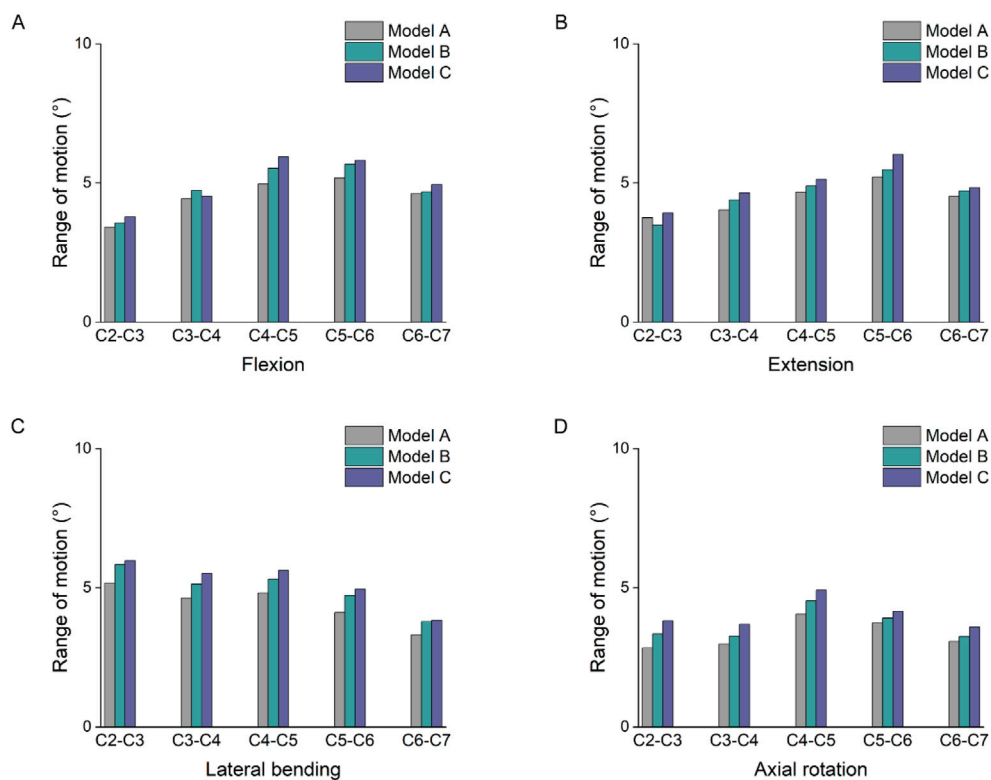 A
Model A
Model B
Model C
10
5
0
Range of motion (°)
C2-C3 C3-C4 C4-C5 C5-C6 C6-C7
Flexion
B
Model A
Model B
Model C
10
5
0
Range of motion (°)
C2-C3 C3-C4 C4-C5 C5-C6 C6-C7
Extension
C
Model A
Model B
Model C
10
5
0
Range of motion (°)
C2-C3 C3-C4 C4-C5 C5-C6 C6-C7
Lateral bending
D
Model A
Model B
Model C
10
5
0
Range of motion (°)
C2-C3 C3-C4 C4-C5 C5-C6 C6-C7
Axial rotation